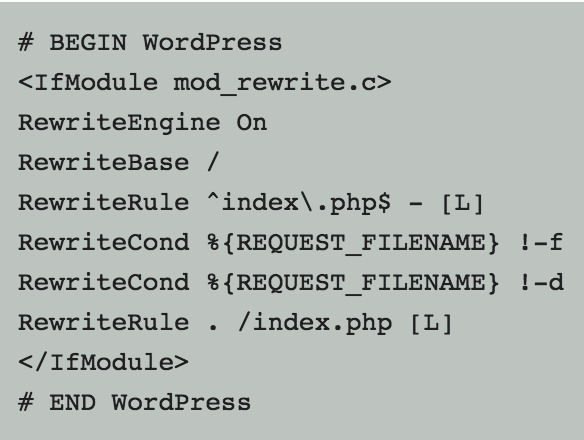 # BEGIN WordPress
<IfModule mod_rewrite.c>
RewriteEngine On
RewriteBase /
RewriteRule ^index\.php$ - [L]
RewriteCond %{REQUEST_FILENAME} !-f
RewriteCond %{REQUEST_FILENAME} !-d
RewriteRule . /index.php [L]
</IfModule>
# END WordPress